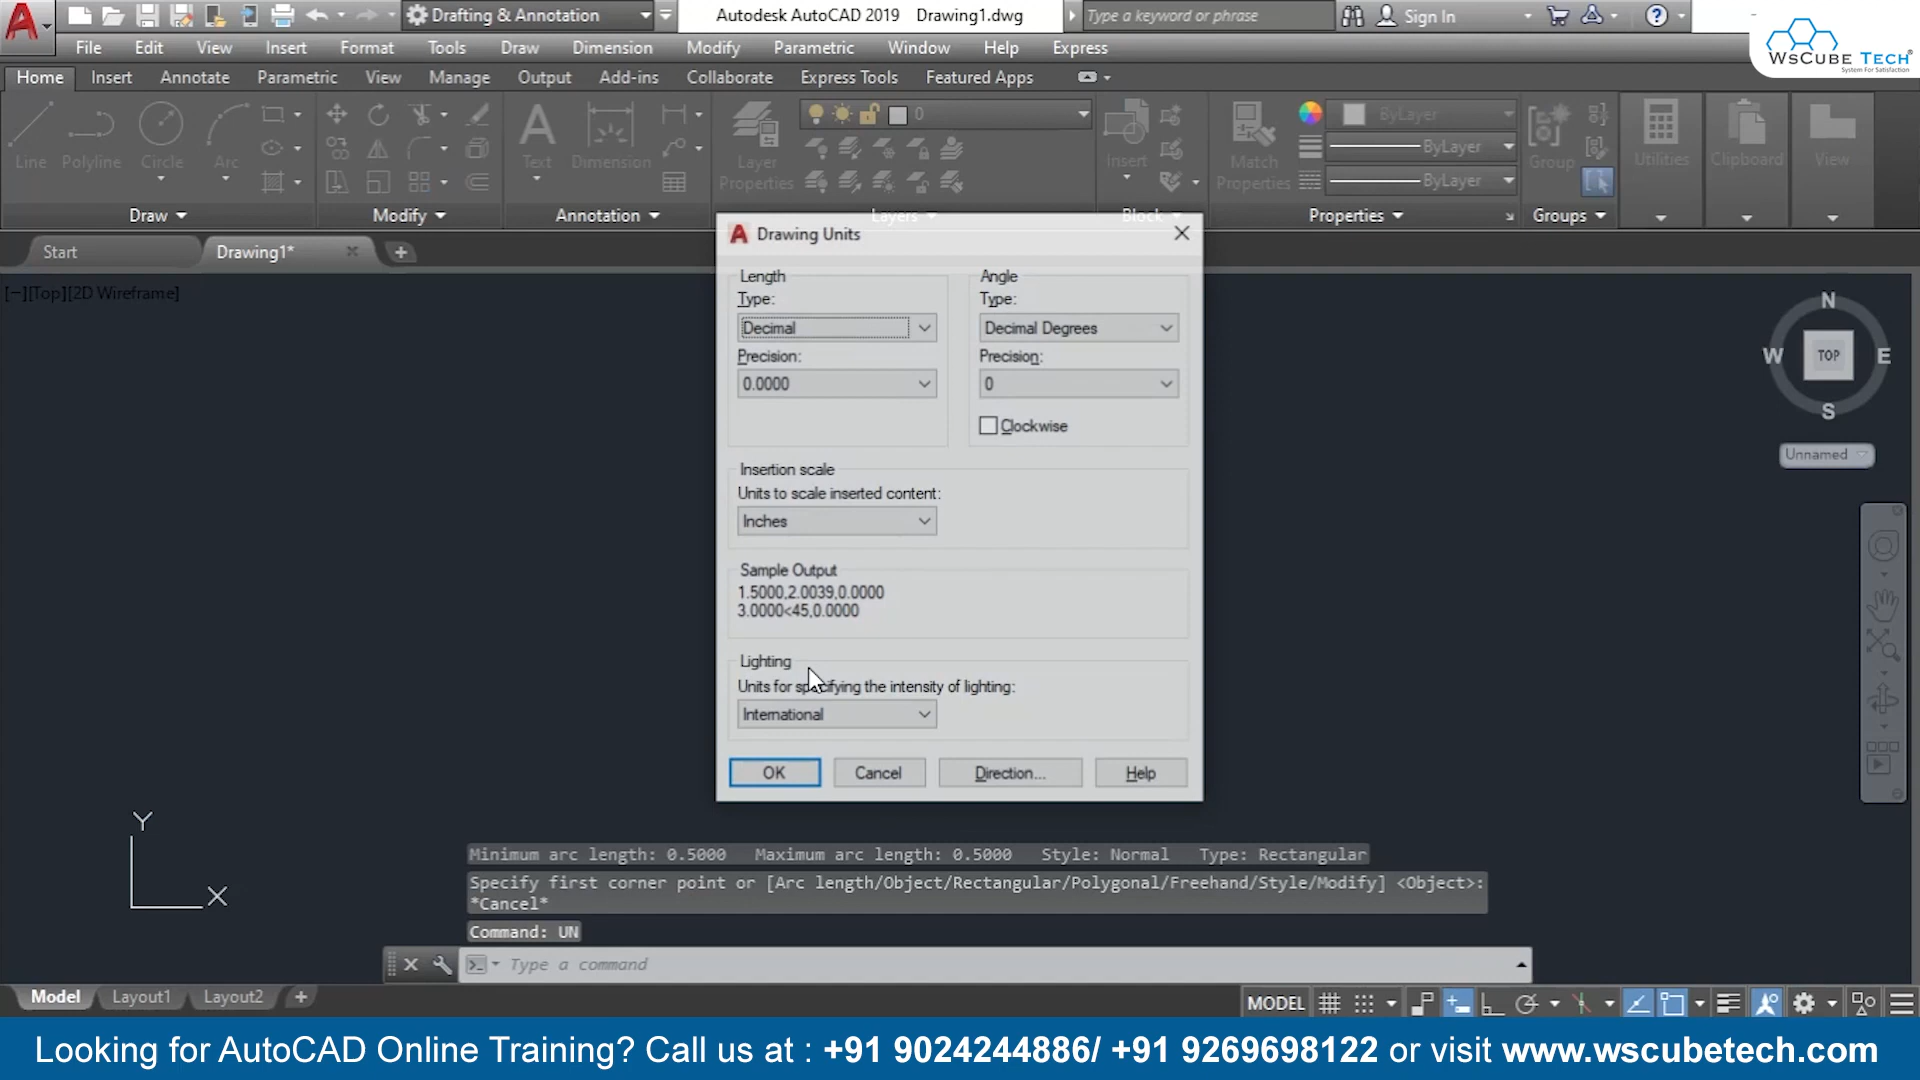 Drafting & Annotation
Autodesk AutoCAD 2019 Drawing1.dwg
Type a keyword or phrase
Sign In
WsCube Tech
System For Satisfaction
File Edit View Insert Format Tools Draw Dimension Modify Parametric Window Help Express
Home Insert Annotate Parametric View Manage Output Add-ins Collaborate Express Tools Featured Apps
0
ByLayer
Line Polyline Circle Arc
Text Dimension
Layer
Properties
Insert
Match
Properties
ByLayer
ByLayer
Group
Utilities
Clipboard
View
Draw Modify Annotation Layers Block Properties Groups
Start Drawing1*
[−][Top][2D Wireframe]
Drawing Units
Length
Type:
Decimal
Precision:
0.0000
Angle
Type:
Decimal Degrees
Precision:
0
Clockwise
Insertion scale
Units to scale inserted content:
Inches
Sample Output
1.5000,2.0039,0.0000
3.0000<45,0.0000
Lighting
Units for specifying the intensity of lighting:
International
OK Cancel Direction... Help
N
W TOP E
S
Unnamed
Y
X
Minimum arc length: 0.5000 Maximum arc length: 0.5000 Style: Normal Type: Rectangular
Specify first corner point or [Arc length/Object/Rectangular/Polygonal/Freehand/Style/Modify] <Object>:
*Cancel*
Command: UN
Type a command
Model Layout1 Layout2
MODEL
Looking for AutoCAD Online Training? Call us at : +91 9024244886/ +91 9269698122 or visit www.wscubetech.com